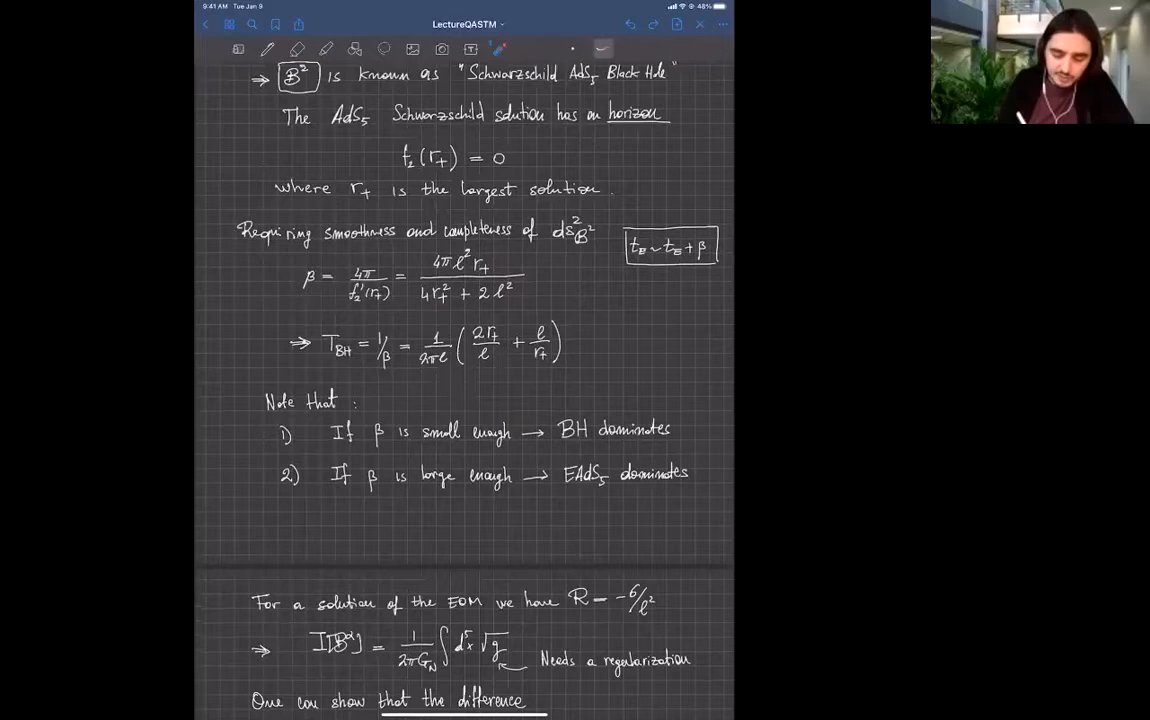 9:41 AM Tue Jan 9
48%
LectureQASTM
⇒ B² is known as "Schwarzschild AdS₅ Black Hole"
The AdS₅ Schwarzschild solution has an horizon
f₂(r₊) = 0
where r₊ is the largest solution.
Requiring smoothness and completeness of ds²_B²
t_E ~ t_E + β
β = 4π / f₂'(r₊) = 4πl²r₊ / (4r₊² + 2l²)
⇒ T_BH = 1/β = 1/(2πl) (2r₊/l + l/r₊)
Note that :
1) If β is small enough → BH dominates
2) If β is large enough → EAdS₅ dominates
For a solution of the EOM we have R = -6/l²
⇒ I[B^α] = 1/(2πG_N) ∫ d⁵x √g
Needs a regularization
One can show that the difference